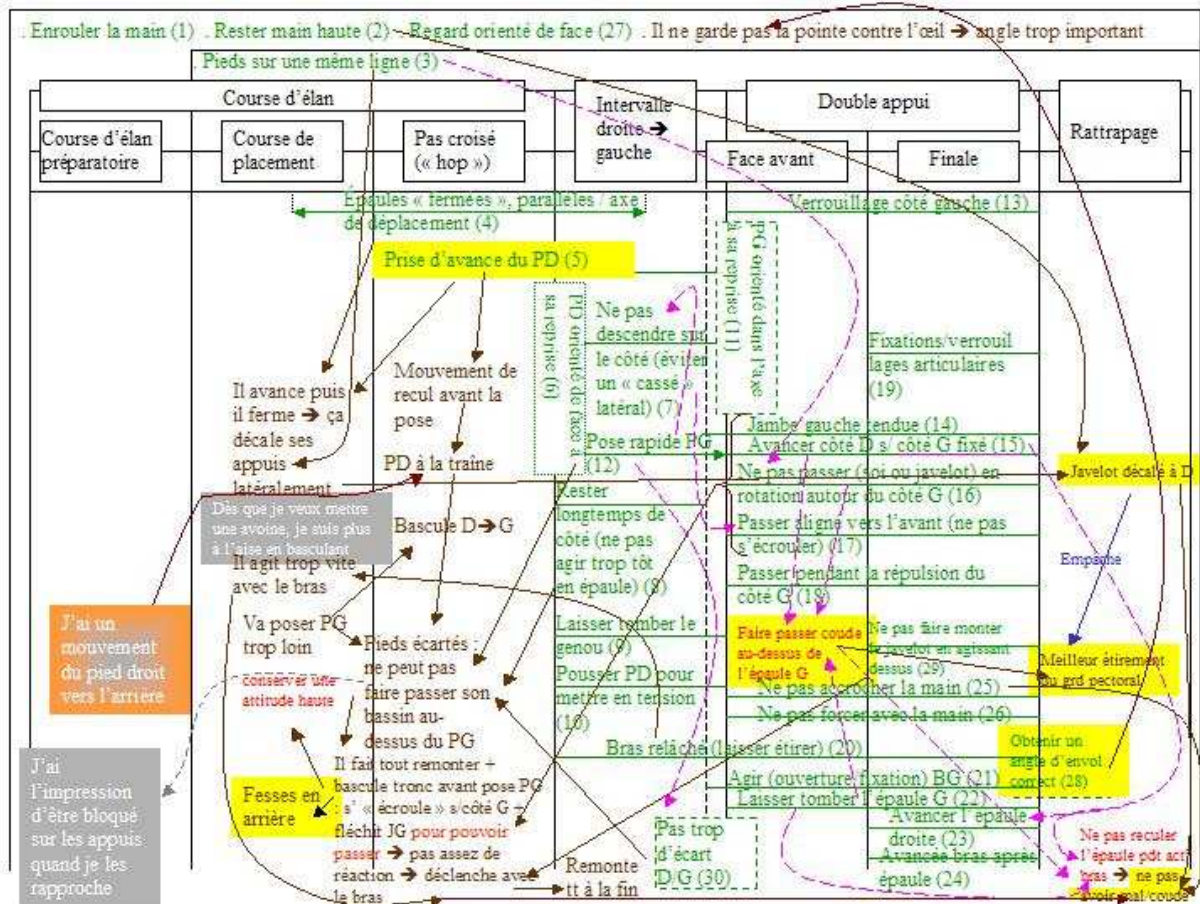 . Enrouler la main (1) . Rester main haute (2) . Regard orienté de face (27) . Il ne garde pas la pointe contre l'œil ➔ angle trop important
. Pieds sur une même ligne (3)
Course d'élan
Intervalle
droite ➔
gauche
Double appui
Rattrapage
Course d'élan
préparatoire
Course de
placement
Pas croisé
(« hop »)
Face avant
Finale
Épaules « fermées », parallèles / axe
de déplacement (4)
Verrouillage côté gauche (13)
Prise d'avance du PD (5)
PD orienté de face à
sa reprise (6)
PG orienté dans l'axe
à sa reprise (11)
Ne pas
descendre sur
le côté (éviter
un « cassé »
latéral) (7)
Fixations/verrouil
lages articulaires
(19)
Il avance puis
il ferme ➔ ça
décale ses
appuis
latéralement
Mouvement de
recul avant la
pose
PD à la traîne
Bascule D➔G
Jambe gauche tendue (14)
Avancer côté D s/ côté G fixé (15)
Pose rapide PG
(12)
Ne pas passer (soi ou javelot) en
rotation autour du côté G (16)
Javelot décalé à D
Dès que je veux mettre
une avoine, je suis plus
à l'aise en basculant
Rester
longtemps de
côté (ne pas
agir trop tôt
en épaule) (8)
Passer aligné vers l'avant (ne pas
s'écrouler) (17)
Il agit trop vite
avec le bras
Passer pendant la répulsion du
côté G (18)
Empêche
J'ai un
mouvement
du pied droit
vers l'arrière
Va poser PG
trop loin
conserver une
attitude haute
Pieds écartés :
ne peut pas
faire passer son
bassin au-
dessus du PG
Laisser tomber le
genou (9)
Pousser PD pour
mettre en tension
(10)
Faire passer coude
au-dessus de
l'épaule G
Ne pas faire monter
le javelot en agissant
dessus (29)
Meilleur étirement
du grd pectoral
Ne pas accrocher la main (25)
Ne pas forcer avec la main (26)
Bras relâché (laisser étirer) (20)
Obtenir un
angle d'envol
correct (28)
J'ai
l'impression
d'être bloqué
sur les appuis
quand je les
rapproche
Fesses en
arrière
Il fait tout remonter +
bascule tronc avant pose PG
: s' « écroule » s/côté G +
fléchit JG pour pouvoir
passer ➔ pas assez de
réaction ➔ déclenche avec
le bras
Agir (ouverture fixation) BG (21)
Laisser tomber l'épaule G (22)
Avancer l'épaule
droite (23)
Avancée bras après
épaule (24)
Remonte
tt à la fin
Pas trop
d'écart
D/G (30)
Ne pas reculer
l'épaule pdt act
bras ➔ ne pas
avoir mal/coude